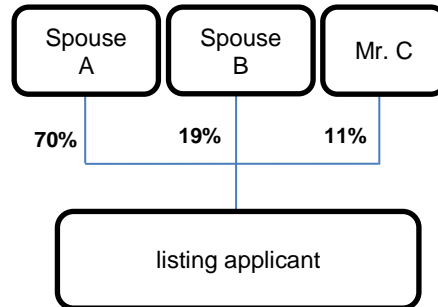 Spouse
A
Spouse
B
Mr. C
70%
19%
11%
listing applicant